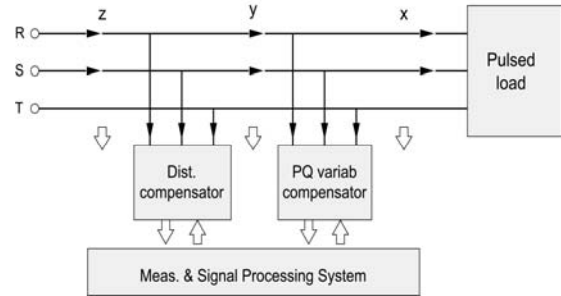 z
y
x
R
S
T
Pulsed
load
Dist.
compensator
PQ variab
compensator
Meas. & Signal Processing System